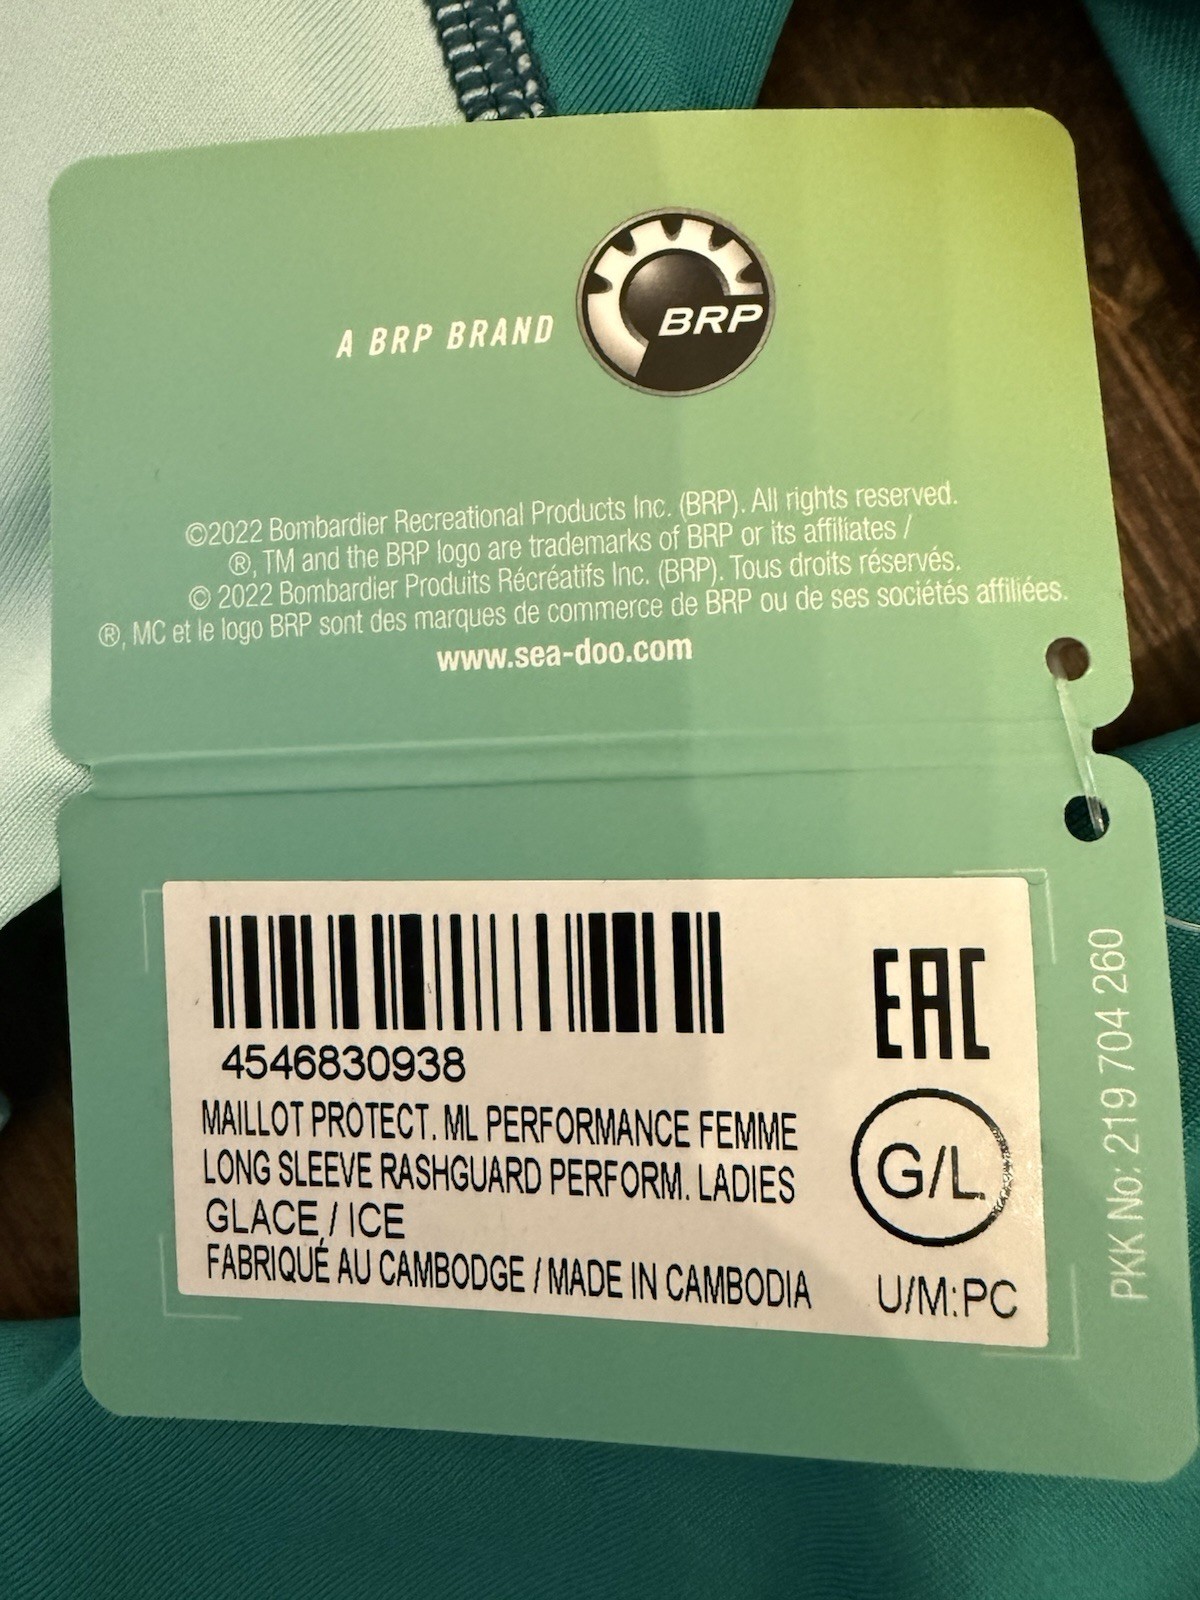 A BRP BRAND
BRP
©2022 Bombardier Recreational Products Inc. (BRP). All rights reserved.
®, TM and the BRP logo are trademarks of BRP or its affiliates /
© 2022 Bombardier Produits Récréatifs Inc. (BRP). Tous droits réservés.
®, MC et le logo BRP sont des marques de commerce de BRP ou de ses sociétés affiliées.
www.sea-doo.com
4546830938
EAC
MAILLOT PROTECT. ML PERFORMANCE FEMME
LONG SLEEVE RASHGUARD PERFORM. LADIES
GLACE / ICE
FABRIQUÉ AU CAMBODGE / MADE IN CAMBODIA
G/L
U/M:PC
PKK No: 219 704 260